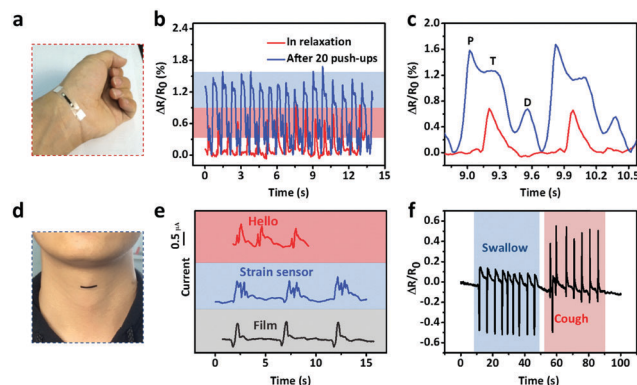 a
b
ΔR/R0 (%)
2.4
1.8
1.2
0.6
0.0
In relaxation
After 20 push-ups
0
3
6
9
12
15
Time (s)
c
ΔR/R0 (%)
2.0
1.6
1.2
0.8
0.4
0.0
P
T
D
9.0
9.3
9.6
9.9
10.2
10.5
Time (s)
d
e
Current
0.5 μA
Hello
Strain sensor
Film
0
5
10
15
Time (s)
f
ΔR/R0
0.6
0.4
0.2
0.0
-0.2
-0.4
-0.6
Swallow
Cough
0
20
40
60
80
100
Time (s)